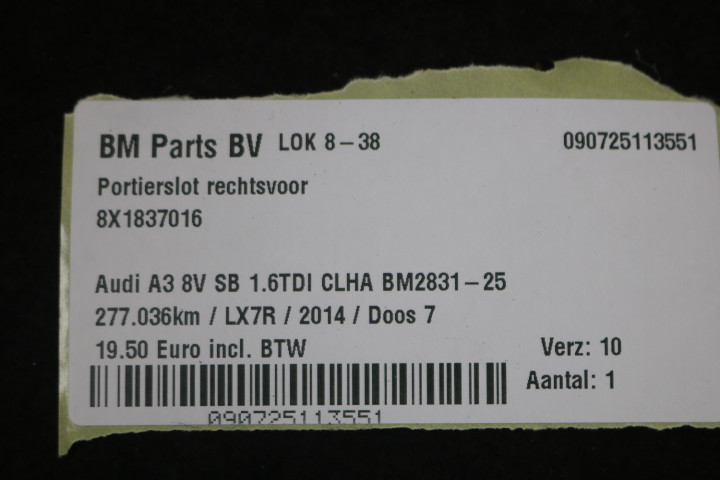 BM Parts BV LOK 8-38 090725113551
Portierslot rechtsvoor
8X1837016
Audi A3 8V SB 1.6TDI CLHA BM2831-25
277.036km / LX7R / 2014 / Doos 7
19.50 Euro incl. BTW Verz: 10
Aantal: 1
090725113551